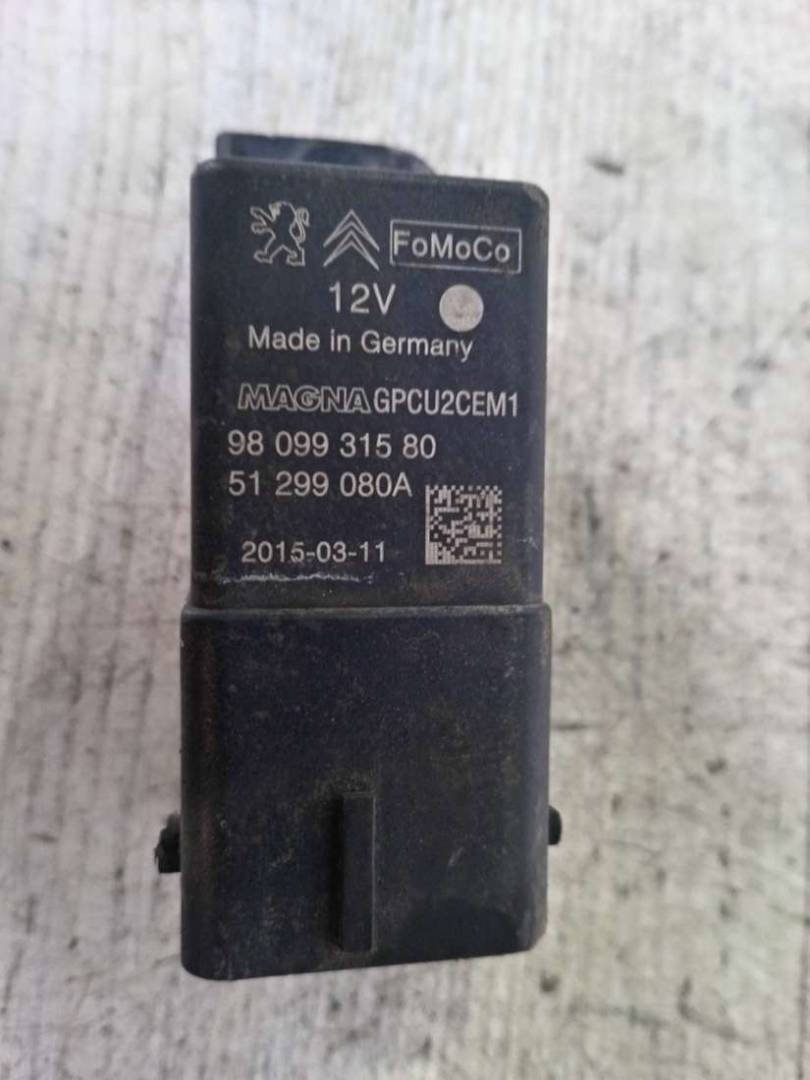 FoMoCo
12V
Made in Germany
MAGNA GPCU2CEM1
98 099 315 80
51 299 080A
2015-03-11